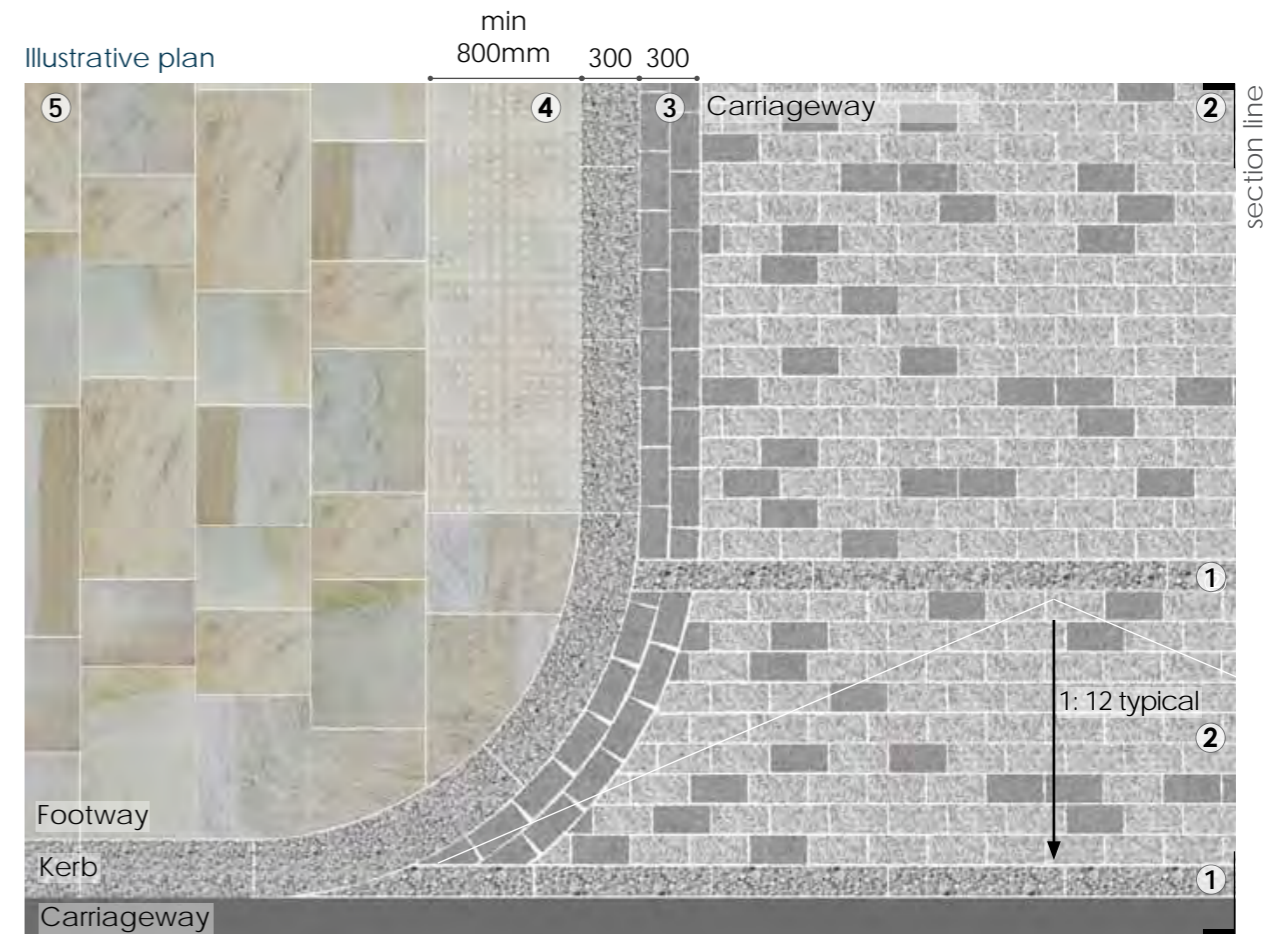 min
800mm
300 300
Illustrative plan
5
4
3
Carriageway
2
section line
1
1: 12 typical
2
Footway
Kerb
1
Carriageway